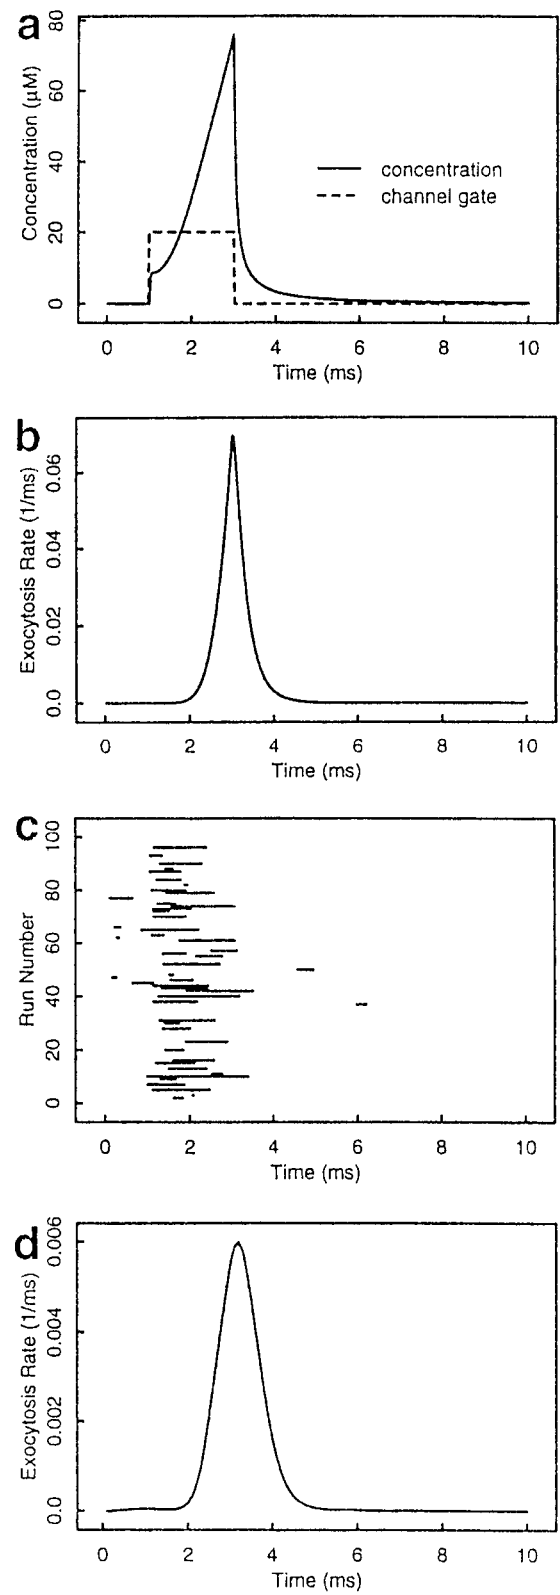 a
Concentration (µM)
80
60
40
20
0
concentration
channel gate
0 2 4 6 8 10
Time (ms)
b
Exocytosis Rate (1/ms)
0.06
0.04
0.02
0.0
0 2 4 6 8 10
Time (ms)
c
Run Number
100
80
60
40
20
0
0 2 4 6 8 10
Time (ms)
d
Exocytosis Rate (1/ms)
0.006
0.004
0.002
0.0
0 2 4 6 8 10
Time (ms)